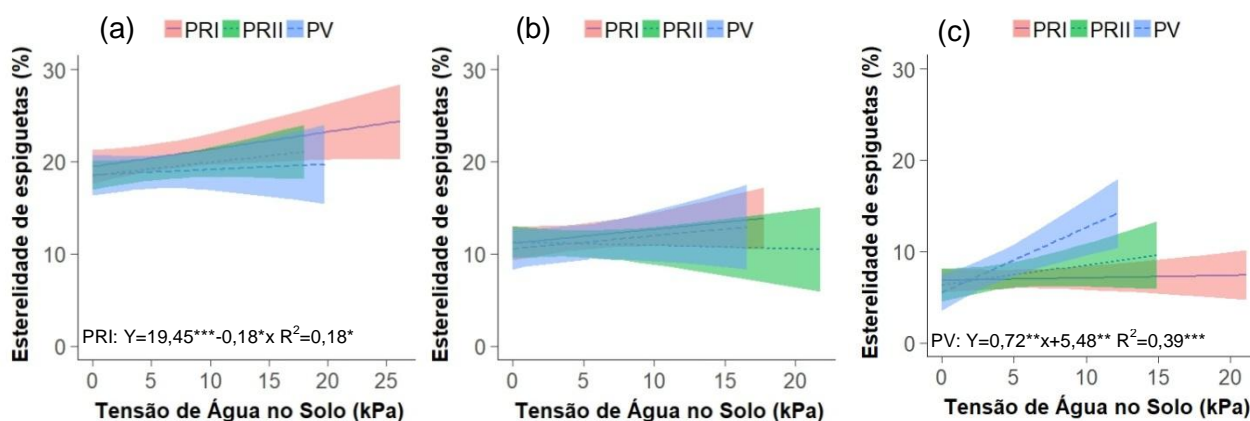 (a)
PRI PRII PV
Esterelidade de espiguetas (%)
30
20
10
0
PRI: Y=19,45***-0,18*x R²=0,18*
0 5 10 15 20 25
Tensão de Água no Solo (kPa)
(b)
PRI PRII PV
Esterelidade de espiguetas (%)
30
20
10
0
0 5 10 15 20
Tensão de Água no Solo (kPa)
(c)
PRI PRII PV
Esterelidade de espiguetas (%)
30
20
10
0
PV: Y=0,72**x+5,48** R²=0,39***
0 5 10 15 20
Tensão de Água no Solo (kPa)